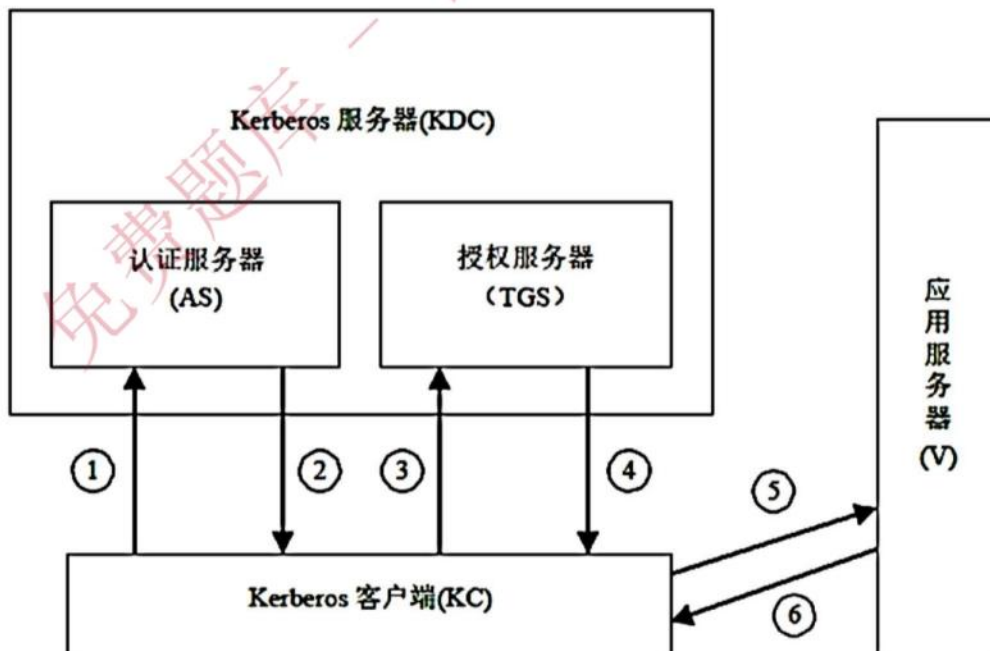 免费题库 -
Kerberos 服务器(KDC)
认证服务器
(AS)
授权服务器
（TGS）
应用服务器(V)
①
②
③
④
⑤
⑥
Kerberos 客户端(KC)